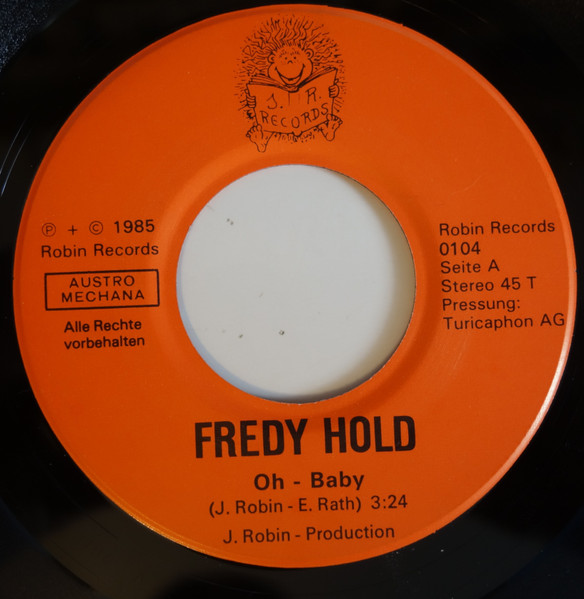 J. R.
RECORDS
℗ + © 1985
Robin Records
AUSTRO
MECHANA
Alle Rechte
vorbehalten
Robin Records
0104
Seite A
Stereo 45 T
Pressung:
Turicaphon AG
FREDY HOLD
Oh - Baby
(J. Robin - E. Rath) 3:24
J. Robin - Production